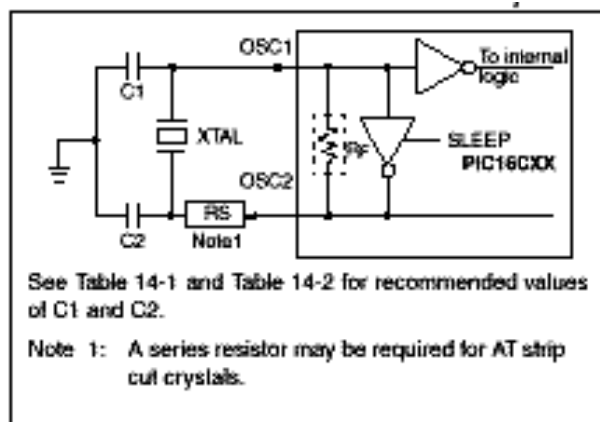 OSC1
To internal
logic
C1
XTAL
RF
SLEEP
PIC16CXX
OSC2
RS
C2
Note1
See Table 14-1 and Table 14-2 for recommended values
of C1 and C2.
Note 1: A series resistor may be required for AT strip
cut crystals.